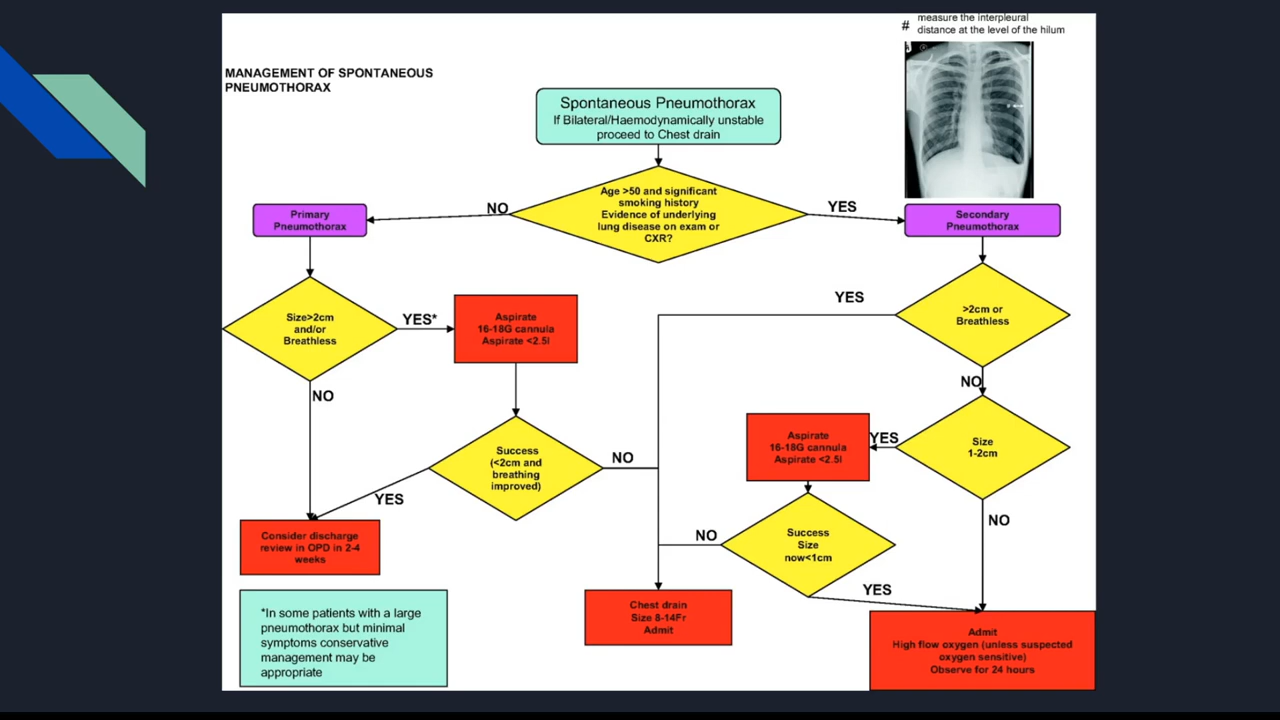 measure the interpleural
# distance at the level of the hilum
MANAGEMENT OF SPONTANEOUS
PNEUMOTHORAX
Spontaneous Pneumothorax
If Bilateral/Haemodynamically unstable
proceed to Chest drain
Age >50 and significant
smoking history
Evidence of underlying
lung disease on exam or
CXR?
NO
YES
Primary
Pneumothorax
Secondary
Pneumothorax
Size>2cm
and/or
Breathless
YES*
Aspirate
16-18G cannula
Aspirate <2.5l
YES
>2cm or
Breathless
NO
NO
Success
(<2cm and
breathing
improved)
NO
YES
Aspirate
16-18G cannula
Aspirate <2.5l
YES
Size
1-2cm
NO
Success
Size
now<1cm
NO
YES
Consider discharge
review in OPD in 2-4
weeks
Chest drain
Size 8-14Fr
Admit
Admit
High flow oxygen (unless suspected
oxygen sensitive)
Observe for 24 hours
*In some patients with a large
pneumothorax but minimal
symptoms conservative
management may be
appropriate